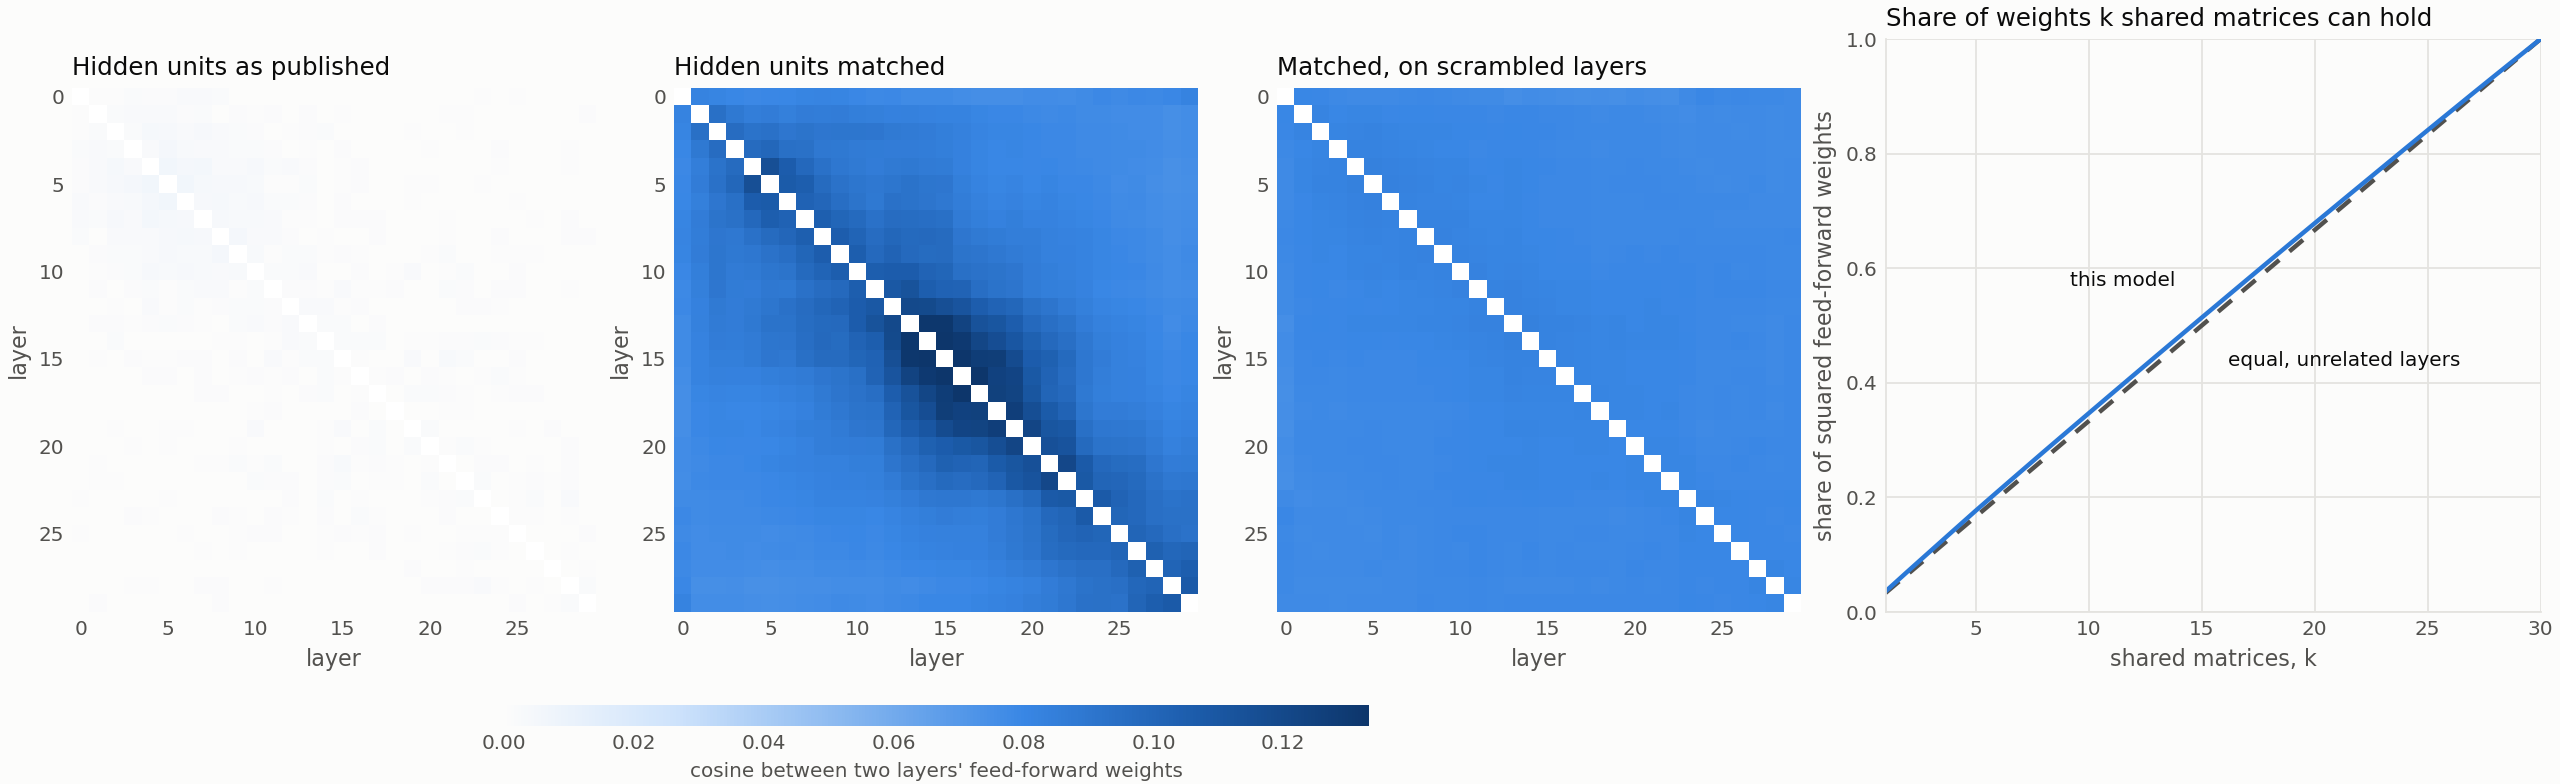 Hidden units as published
0
5
10
15
20
25
layer
0 5 10 15 20 25
layer
Hidden units matched
0
5
10
15
20
25
layer
0 5 10 15 20 25
layer
Matched, on scrambled layers
0
5
10
15
20
25
layer
0 5 10 15 20 25
layer
0.00 0.02 0.04 0.06 0.08 0.10 0.12
cosine between two layers' feed-forward weights
Share of weights k shared matrices can hold
1.0
0.8
0.6
0.4
0.2
0.0
share of squared feed-forward weights
this model
equal, unrelated layers
5 10 15 20 25 30
shared matrices, k